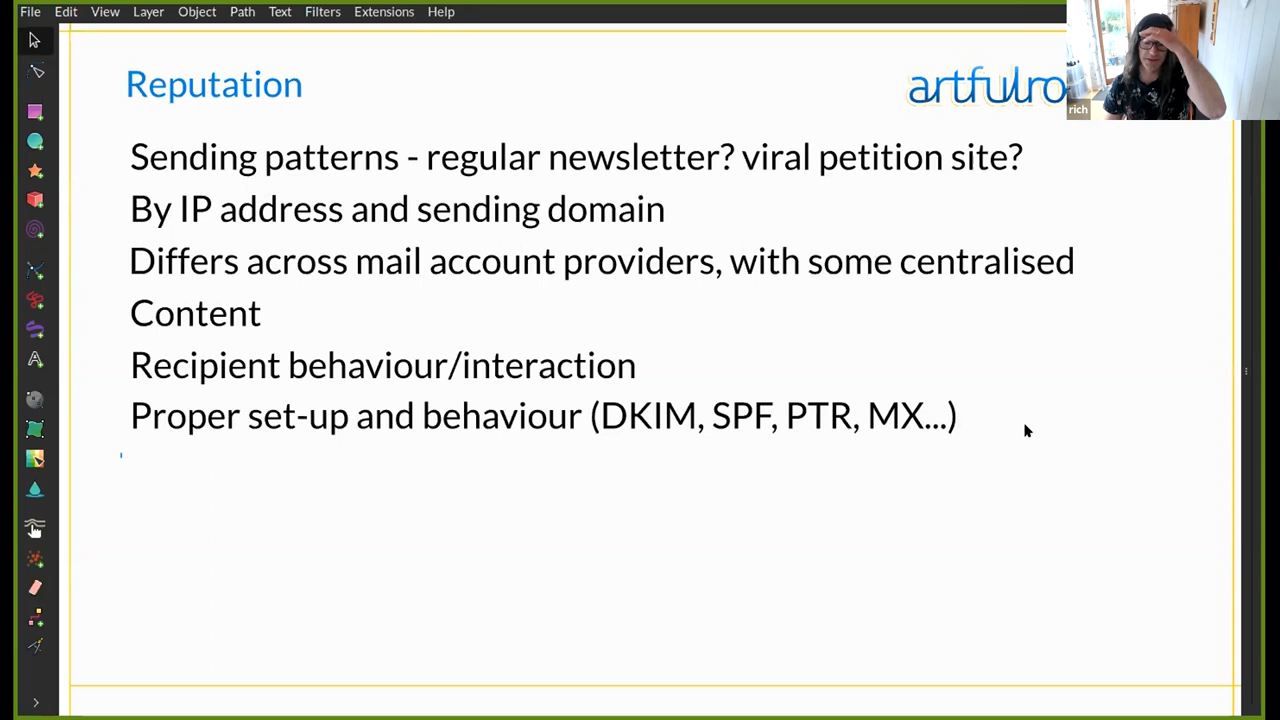 File Edit View Layer Object Path Text Filters Extensions Help
Reputation
artfulro
rich
Sending patterns - regular newsletter? viral petition site?
By IP address and sending domain
Differs across mail account providers, with some centralised
Content
Recipient behaviour/interaction
Proper set-up and behaviour (DKIM, SPF, PTR, MX...)